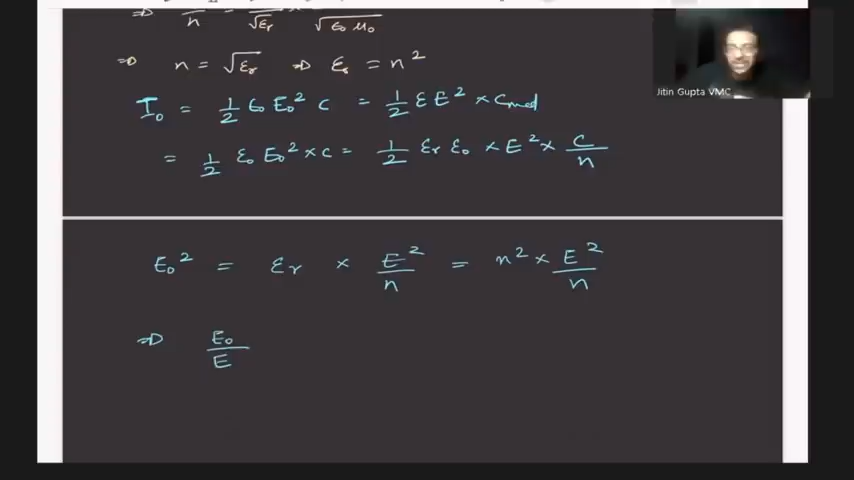 ⇒ n = √εr ⇒ εr = n²
I₀ = 1/2 ε₀ E₀² c = 1/2 ε E² × Cmed
= 1/2 ε₀ E₀² × c = 1/2 εr ε₀ × E² × c/n
E₀² = εr × E²/n = n² × E²/n
⇒ E₀/E
Jitin Gupta VMC